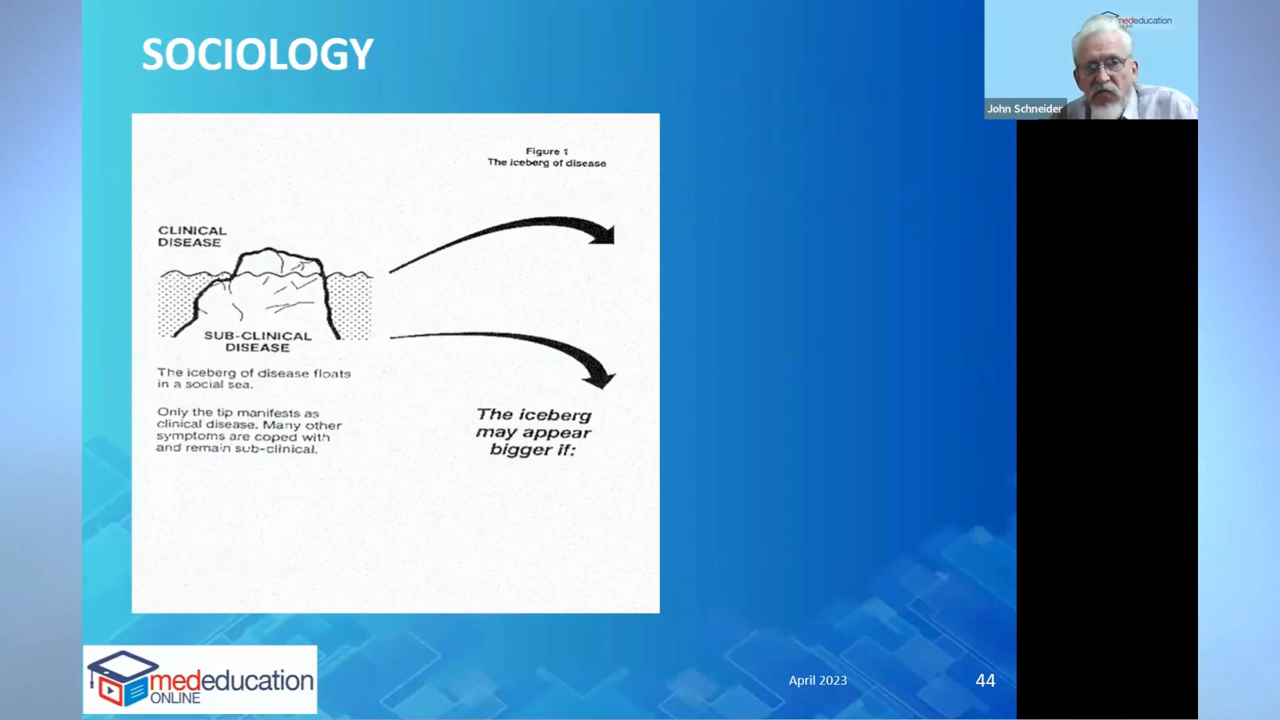 SOCIOLOGY
mededucation
ONLINE
John Schneider
Figure 1
The iceberg of disease
CLINICAL
DISEASE
SUB-CLINICAL
DISEASE
The iceberg of disease floats
in a social sea.
Only the tip manifests as
clinical disease. Many other
symptoms are coped with
and remain sub-clinical.
The iceberg
may appear
bigger if:
mededucation
ONLINE
April 2023
44